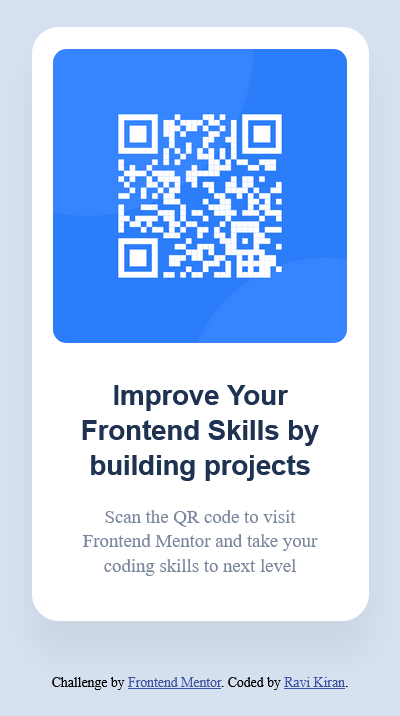 Improve Your
Frontend Skills by
building projects
Scan the QR code to visit
Frontend Mentor and take your
coding skills to next level
Challenge by Frontend Mentor. Coded by Ravi Kiran.